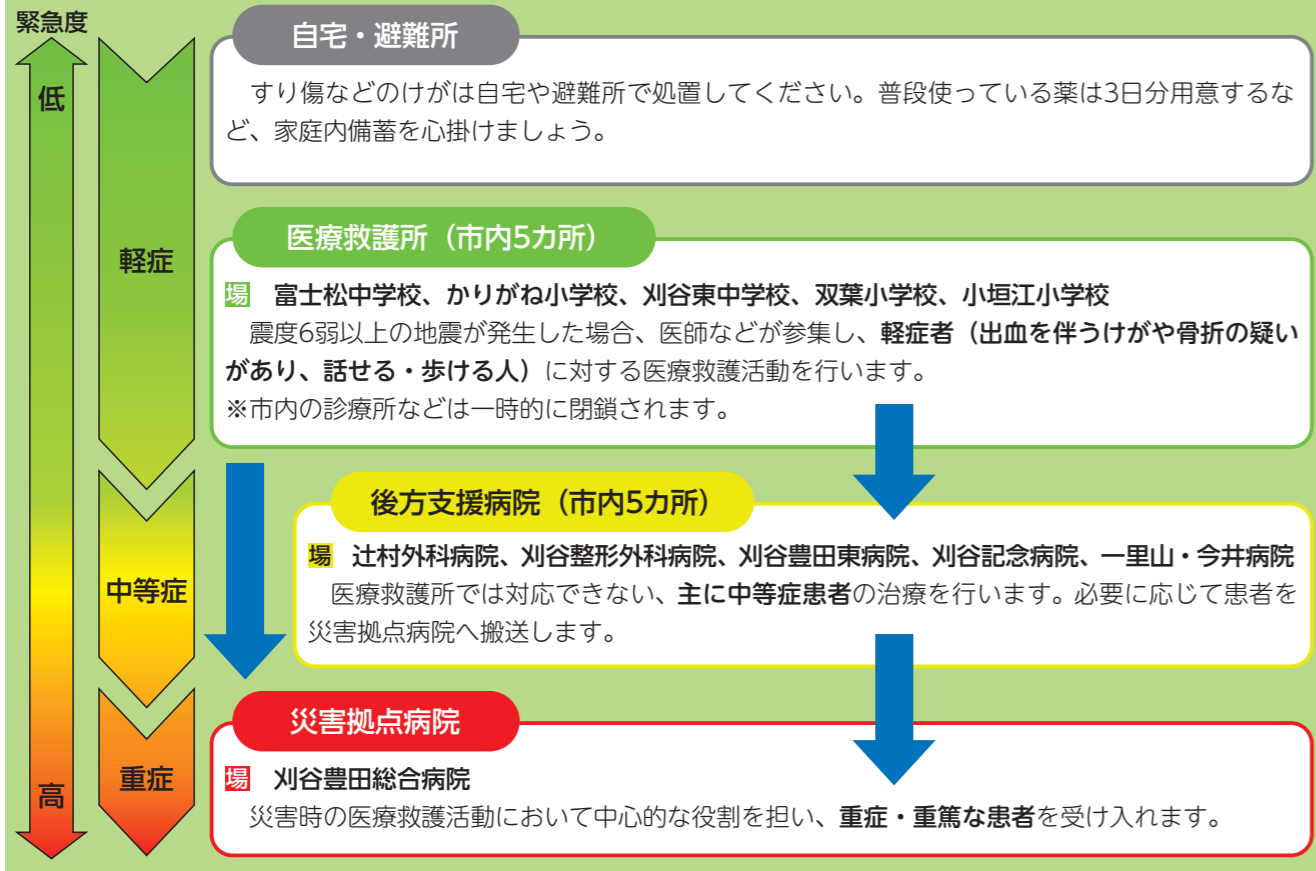 緊急度
低
高
軽症
中等症
重症
自宅・避難所
すり傷などのけがは自宅や避難所で処置してください。普段使っている薬は3日分用意するな
ど、家庭内備蓄を心掛けましょう。
医療救護所（市内5カ所）
場　富士松中学校、かりがね小学校、刈谷東中学校、双葉小学校、小垣江小学校
震度6弱以上の地震が発生した場合、医師などが参集し、軽症者（出血を伴うけがや骨折の疑い
があり、話せる・歩ける人）に対する医療救護活動を行います。
※市内の診療所などは一時的に閉鎖されます。
後方支援病院（市内5カ所）
場　辻村外科病院、刈谷整形外科病院、刈谷豊田東病院、刈谷記念病院、一里山・今井病院
医療救護所では対応できない、主に中等症患者の治療を行います。必要に応じて患者を
災害拠点病院へ搬送します。
災害拠点病院
場　刈谷豊田総合病院
災害時の医療救護活動において中心的な役割を担い、重症・重篤な患者を受け入れます。